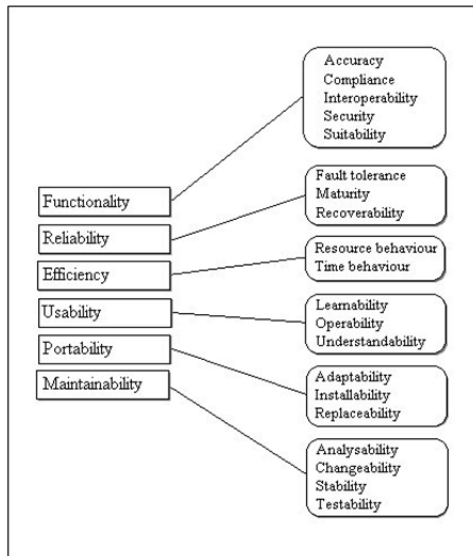 Accuracy
Compliance
Interoperability
Security
Suitability
Functionality
Fault tolerance
Maturity
Recoverability
Reliability
Resource behaviour
Time behaviour
Efficiency
Learnability
Operability
Understandability
Usability
Adaptability
Installability
Replaceability
Portability
Analysability
Changeability
Stability
Testability
Maintainability